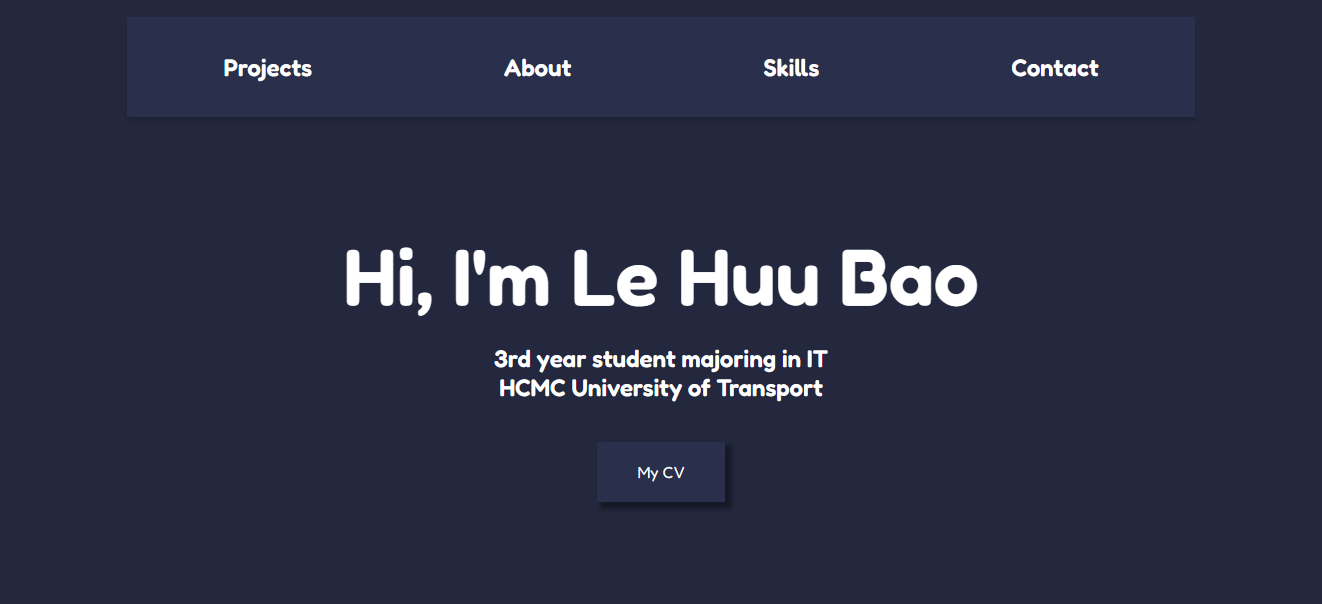 Projects About Skills Contact
Hi, I'm Le Huu Bao
3rd year student majoring in IT
HCMC University of Transport
My CV